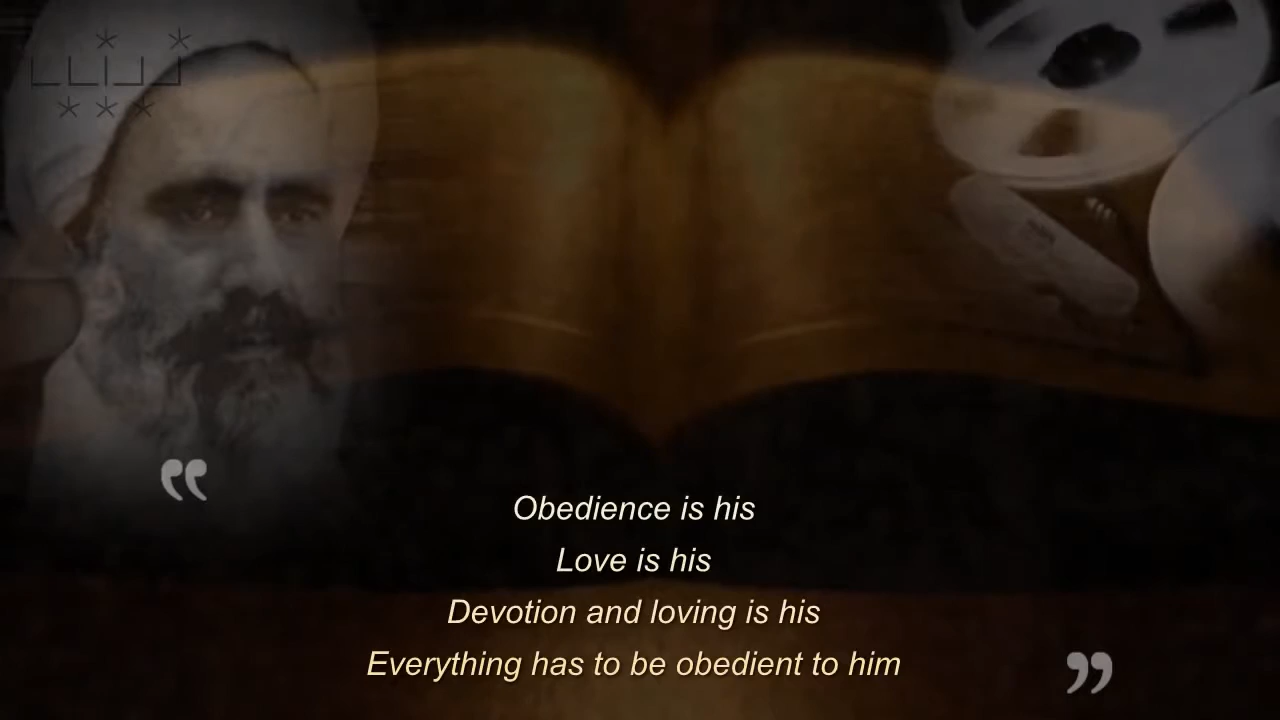 Obedience is his
Love is his
Devotion and loving is his
Everything has to be obedient to him